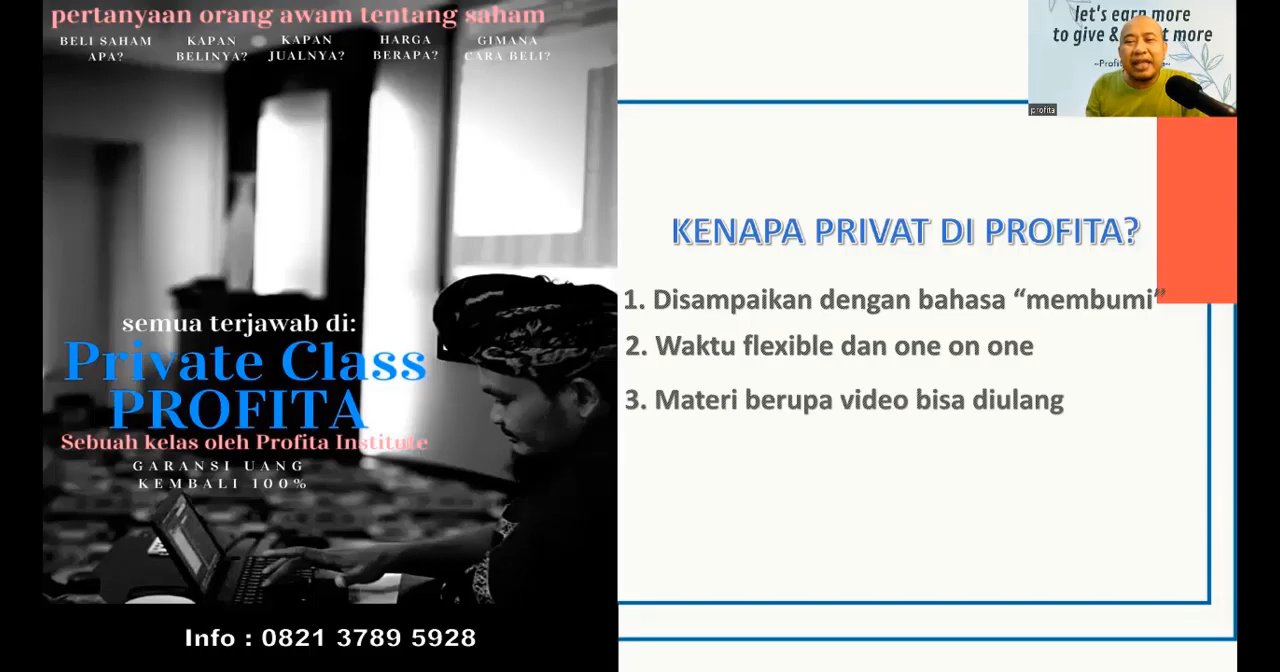 pertanyaan orang awam tentang saham
BELI SAHAM APA?
KAPAN BELINYA?
KAPAN JUALNYA?
HARGA BERAPA?
GIMANA CARA BELI?
semua terjawab di:
Private Class
PROFITA
Sebuah kelas oleh Profita Institute
GARANSI UANG
KEMBALI 100%
Info : 0821 3789 5928
let's earn more
to give & more
profita
KENAPA PRIVAT DI PROFITA?
1. Disampaikan dengan bahasa “membumi”
2. Waktu flexible dan one on one
3. Materi berupa video bisa diulang